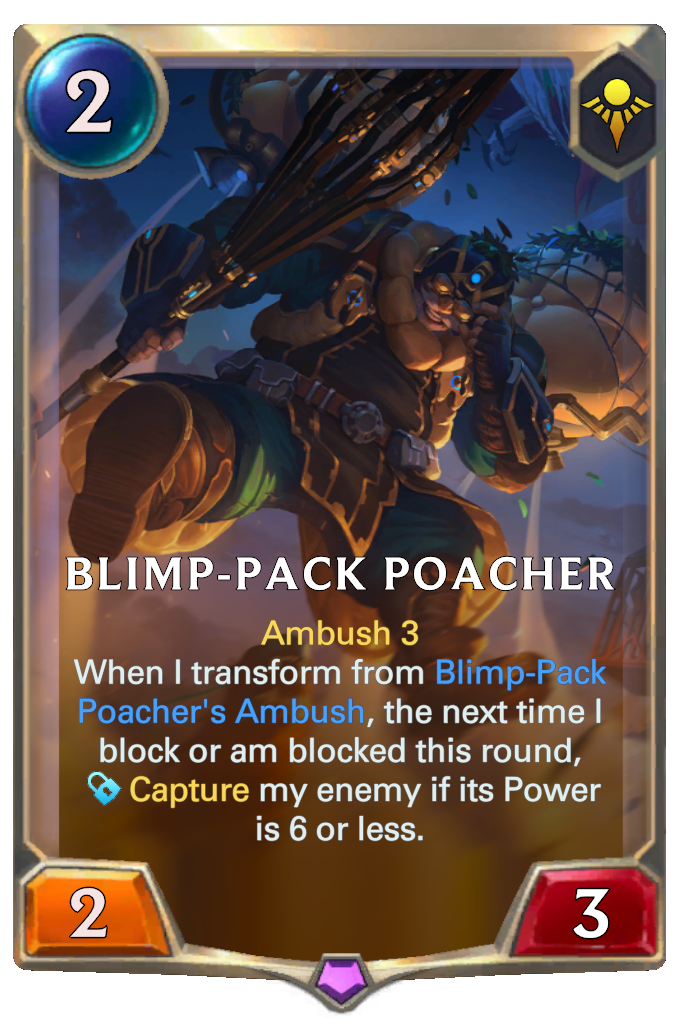 2
BLIMP-PACK POACHER
Ambush 3
When I transform from Blimp-Pack
Poacher's Ambush, the next time I
block or am blocked this round,
Capture my enemy if its Power
is 6 or less.
2
3